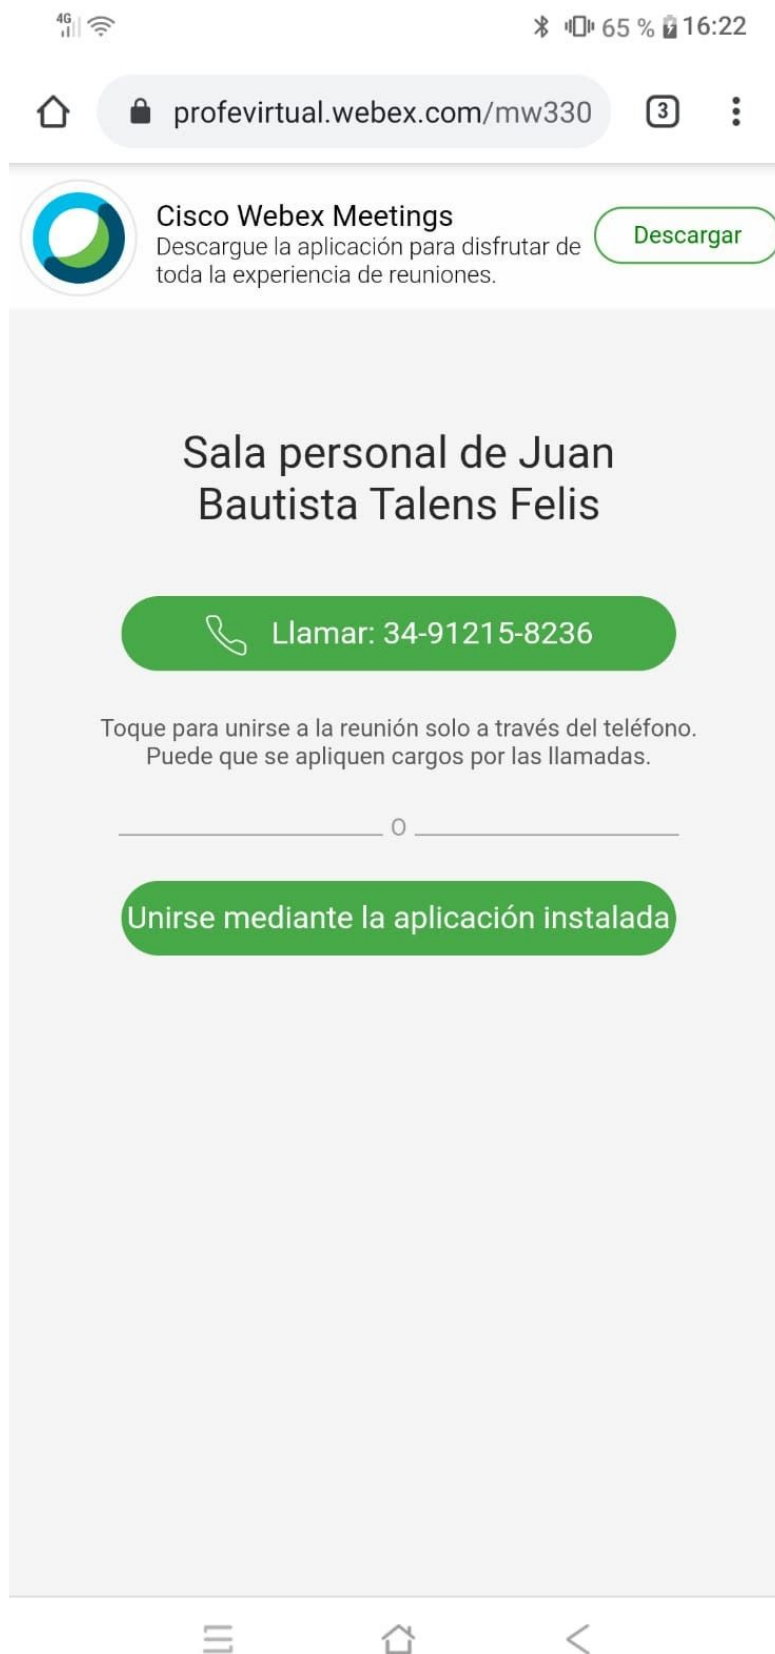 4G 65 % 16:22
profevirtual.webex.com/mw330 3
Cisco Webex Meetings
Descargue la aplicación para disfrutar de
toda la experiencia de reuniones.
Descargar
Sala personal de Juan
Bautista Talens Felis
Llamar: 34-91215-8236
Toque para unirse a la reunión solo a través del teléfono.
Puede que se apliquen cargos por las llamadas.
O
Unirse mediante la aplicación instalada